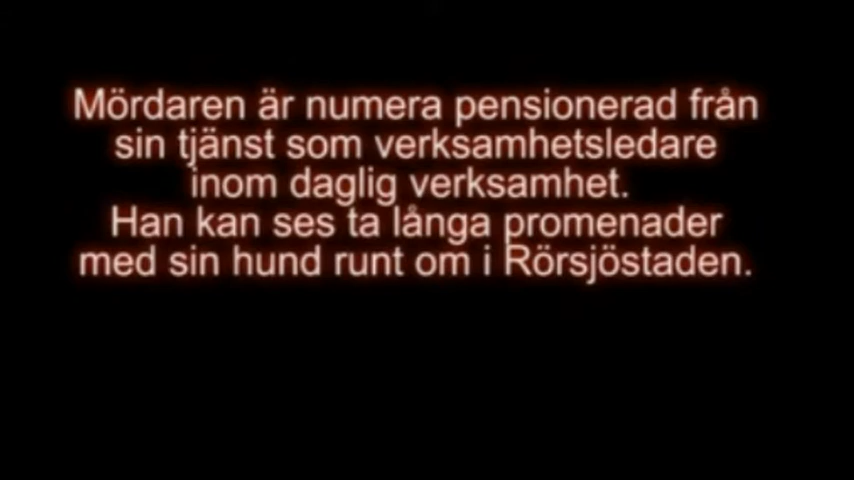 Mördaren är numera pensionerad från
sin tjänst som verksamhetsledare
inom daglig verksamhet.
Han kan ses ta långa promenader
med sin hund runt om i Rörsjöstaden.